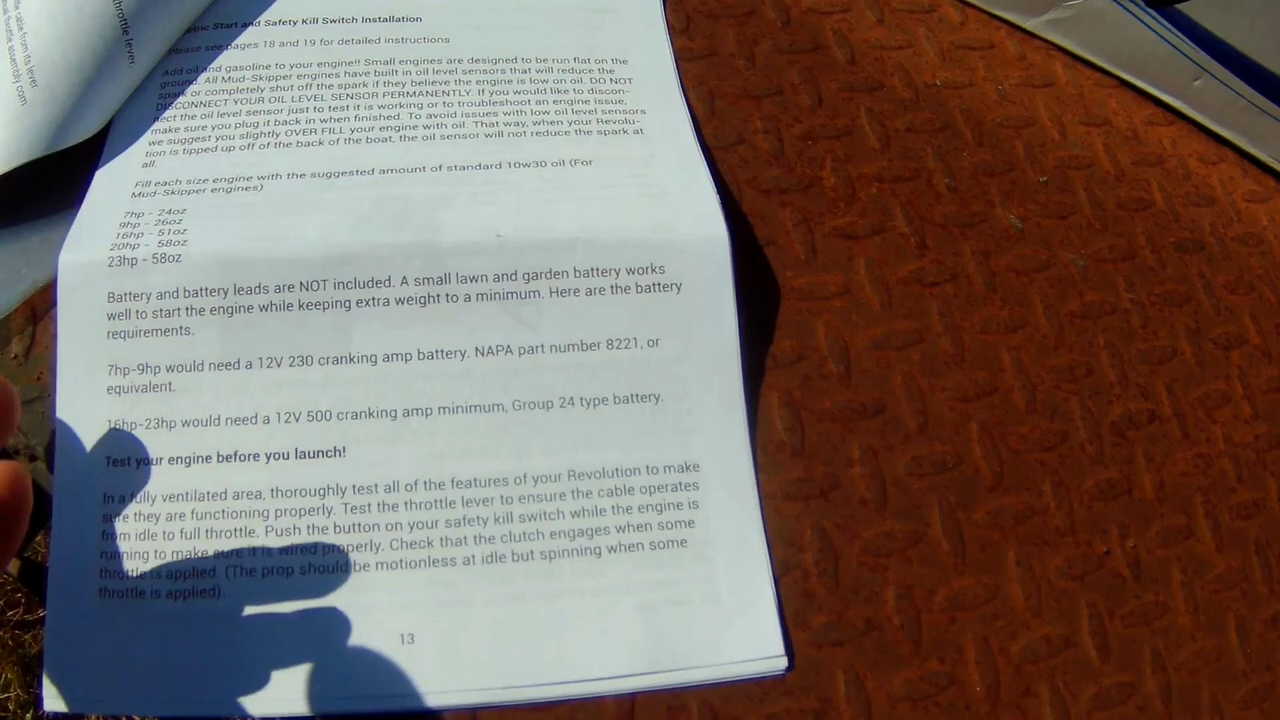 throttle lever.
cable from its lever
throttle assembly com
Start and Safety Kill Switch Installation
Please see pages 18 and 19 for detailed instructions
Add oil and gasoline to your engine!! Small engines are designed to be run flat on the
ground. All Mud-Skipper engines have built in oil level sensors that will reduce the
spark or completely shut off the spark if they believe the engine is low on oil. DO NOT
DISCONNECT YOUR OIL LEVEL SENSOR PERMANENTLY. If you would like to discon-
nect the oil level sensor just to test it is working or to troubleshoot an engine issue,
make sure you plug it back in when finished. To avoid issues with low oil level sensors
we suggest you slightly OVER FILL your engine with oil. That way, when your Revolu-
tion is tipped up off of the back of the boat, the oil sensor will not reduce the spark at
all.
Fill each size engine with the suggested amount of standard 10w30 oil (For
Mud-Skipper engines)
7hp - 24oz
9hp - 26oz
16hp - 51oz
20hp - 58oz
23hp - 58oz
Battery and battery leads are NOT included. A small lawn and garden battery works
well to start the engine while keeping extra weight to a minimum. Here are the battery
requirements.
7hp-9hp would need a 12V 230 cranking amp battery. NAPA part number 8221, or
equivalent.
16hp-23hp would need a 12V 500 cranking amp minimum, Group 24 type battery.
Test your engine before you launch!
In a fully ventilated area, thoroughly test all of the features of your Revolution to make
sure they are functioning properly. Test the throttle lever to ensure the cable operates
from idle to full throttle. Push the button on your safety kill switch while the engine is
running to make sure it is wired properly. Check that the clutch engages when some
throttle is applied. (The prop should be motionless at idle but spinning when some
throttle is applied).
13